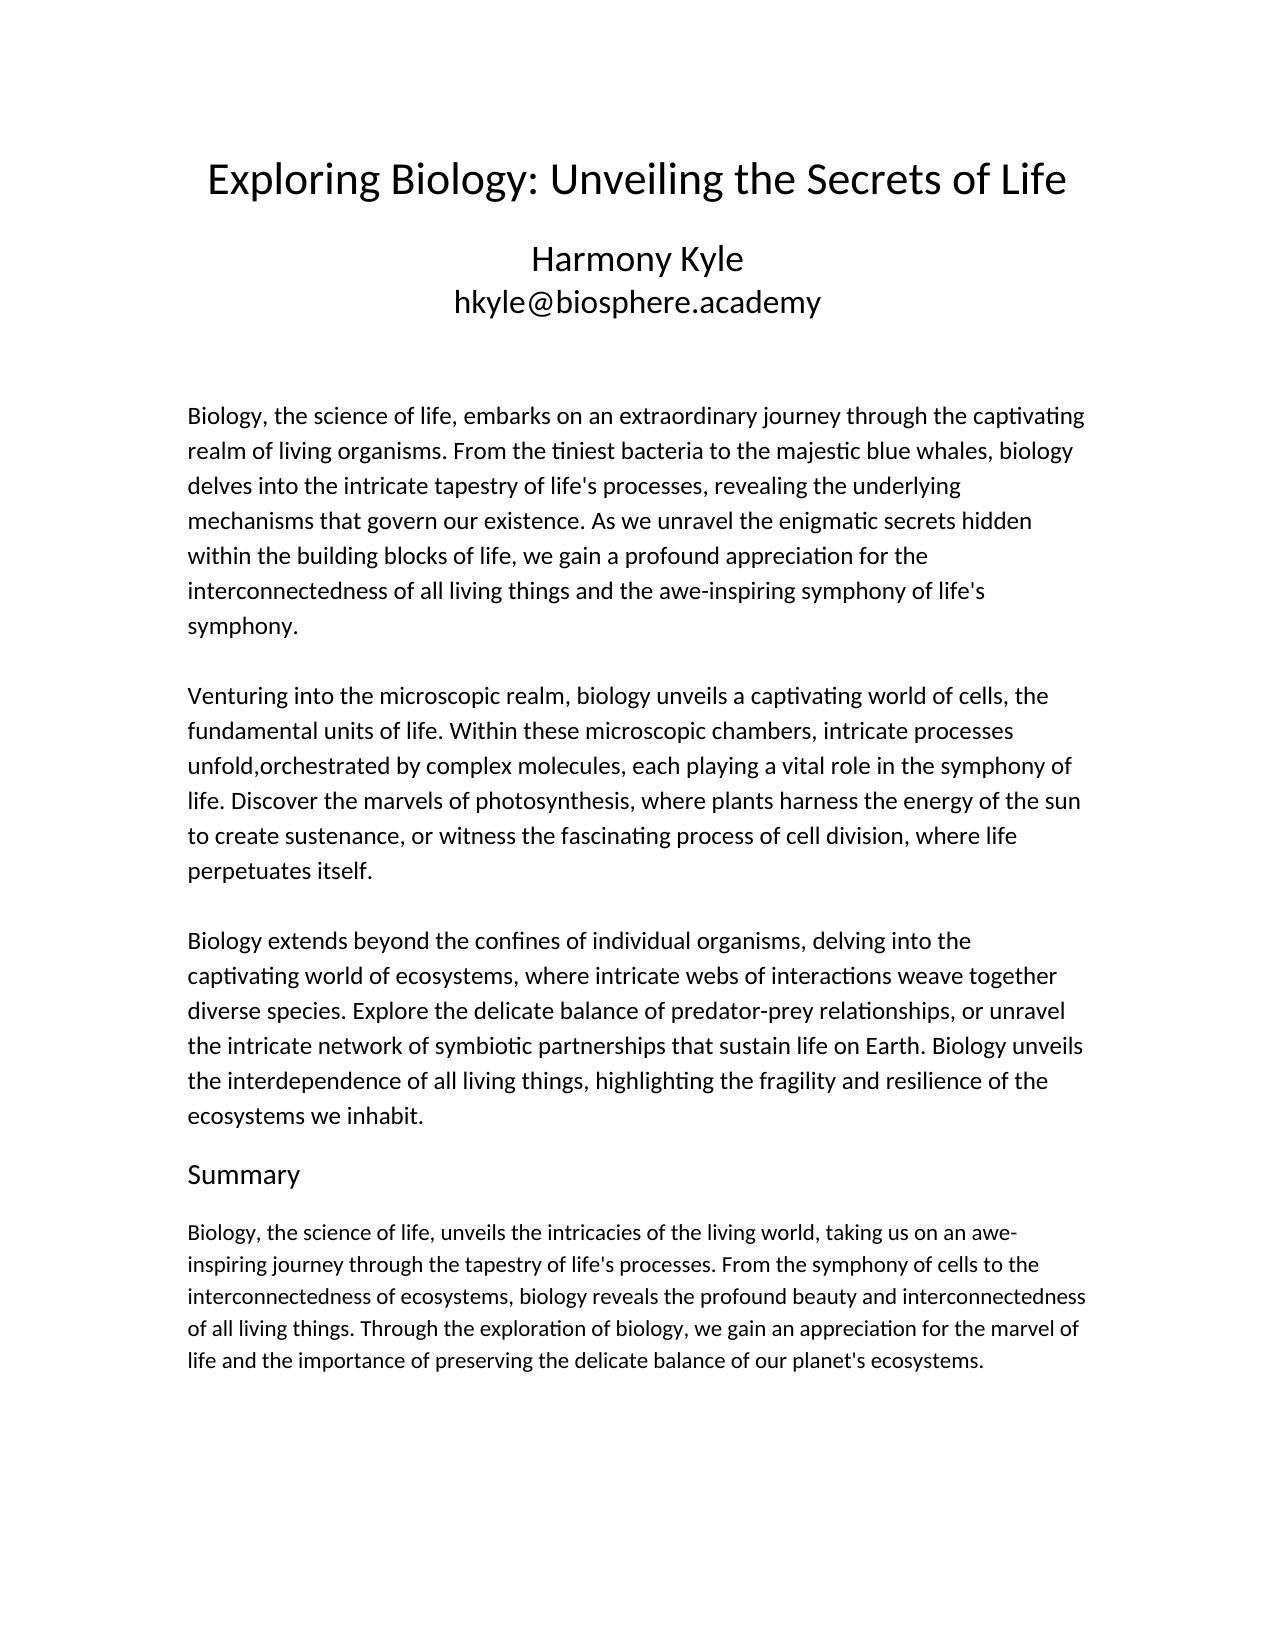 Exploring Biology: Unveiling the Secrets of Life
Harmony Kyle
hkyle@biosphere.academy
Biology, the science of life, embarks on an extraordinary journey through the captivating
realm of living organisms. From the tiniest bacteria to the majestic blue whales, biology
delves into the intricate tapestry of life's processes, revealing the underlying
mechanisms that govern our existence. As we unravel the enigmatic secrets hidden
within the building blocks of life, we gain a profound appreciation for the
interconnectedness of all living things and the awe-inspiring symphony of life's
symphony.
Venturing into the microscopic realm, biology unveils a captivating world of cells, the
fundamental units of life. Within these microscopic chambers, intricate processes
unfold,orchestrated by complex molecules, each playing a vital role in the symphony of
life. Discover the marvels of photosynthesis, where plants harness the energy of the sun
to create sustenance, or witness the fascinating process of cell division, where life
perpetuates itself.
Biology extends beyond the confines of individual organisms, delving into the
captivating world of ecosystems, where intricate webs of interactions weave together
diverse species. Explore the delicate balance of predator-prey relationships, or unravel
the intricate network of symbiotic partnerships that sustain life on Earth. Biology unveils
the interdependence of all living things, highlighting the fragility and resilience of the
ecosystems we inhabit.
Summary
Biology, the science of life, unveils the intricacies of the living world, taking us on an awe-
inspiring journey through the tapestry of life's processes. From the symphony of cells to the
interconnectedness of ecosystems, biology reveals the profound beauty and interconnectedness
of all living things. Through the exploration of biology, we gain an appreciation for the marvel of
life and the importance of preserving the delicate balance of our planet's ecosystems.